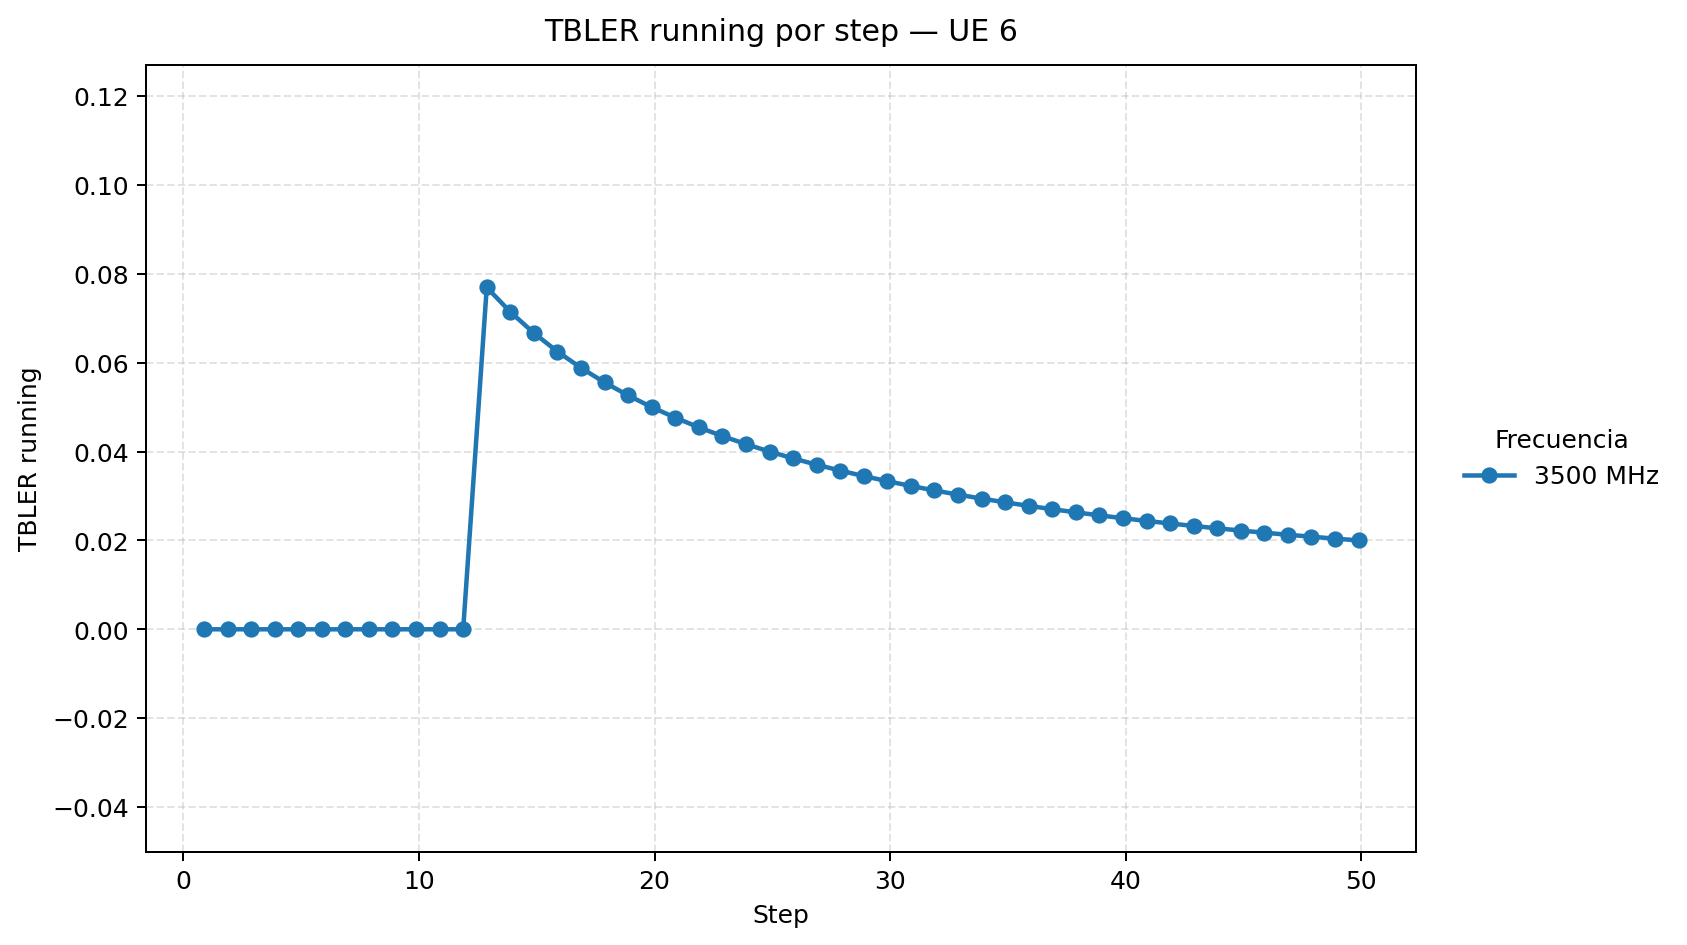 TBLER running por step — UE 6
TBLER running
0.12
0.10
0.08
0.06
0.04
0.02
0.00
−0.02
−0.04
0 10 20 30 40 50
Step
Frecuencia
3500 MHz